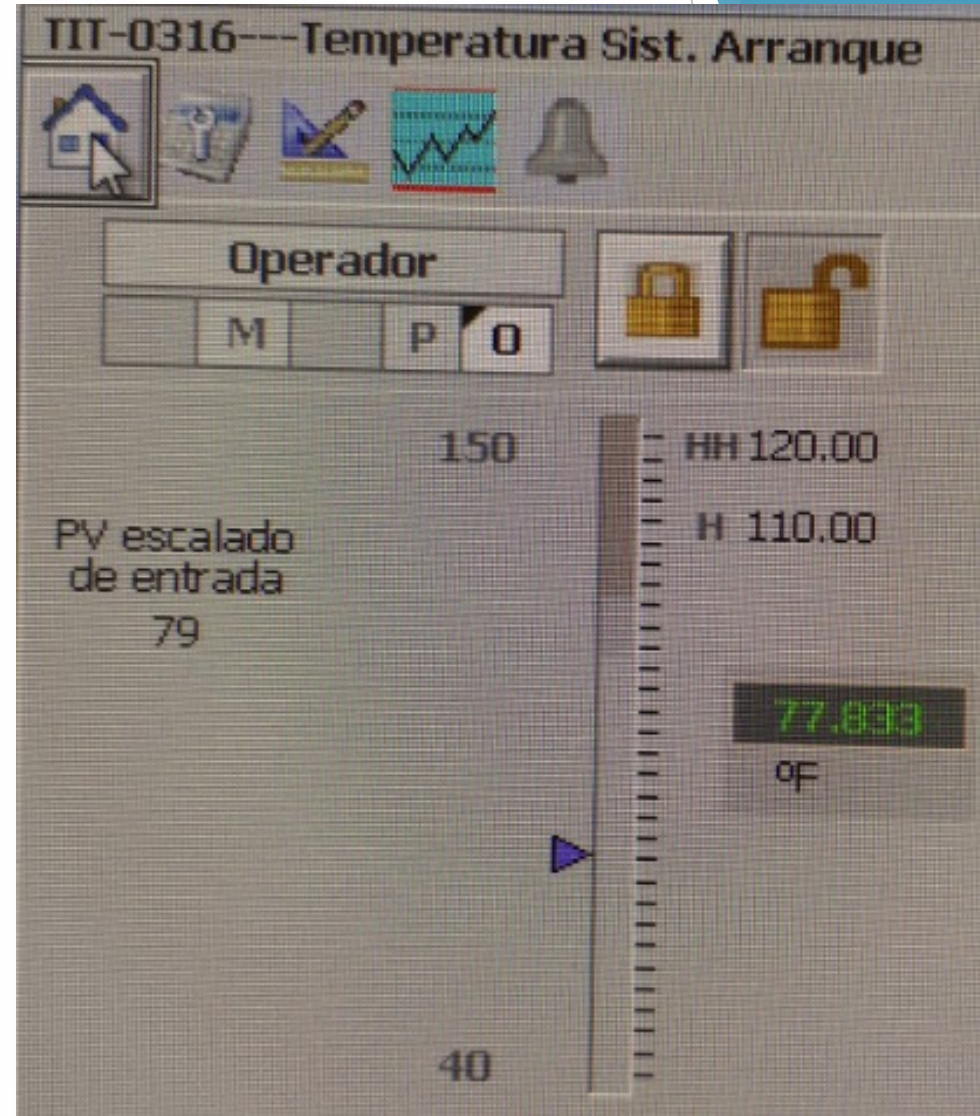 TIT-0316---Temperatura Sist. Arranque
Operador
M P O
150
HH 120.00
H 110.00
PV escalado
de entrada
79
77.833
ºF
40